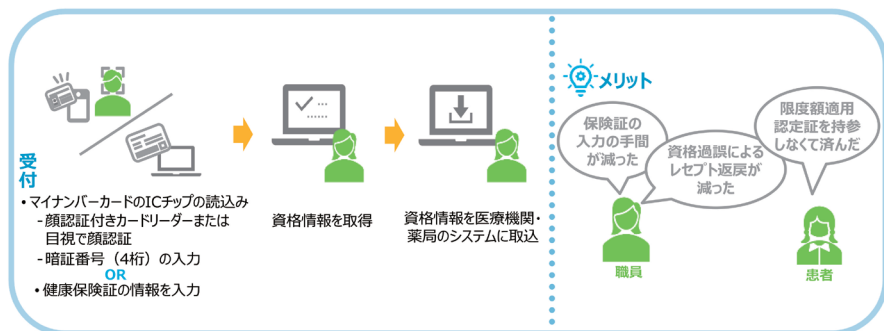 受
付
・マイナンバーカードのICチップの読込み
-顔認証付きカードリーダーまたは
目視で顔認証
-暗証番号（4桁）の入力
OR
・健康保険証の情報を入力
資格情報を取得
資格情報を医療機関・
薬局のシステムに取込
メリット
保険証の
入力の手間
が減った
資格過誤による
レセプト返戻が
減った
限度額適用
認定証を持参
しなくて済んだ
職員
患者